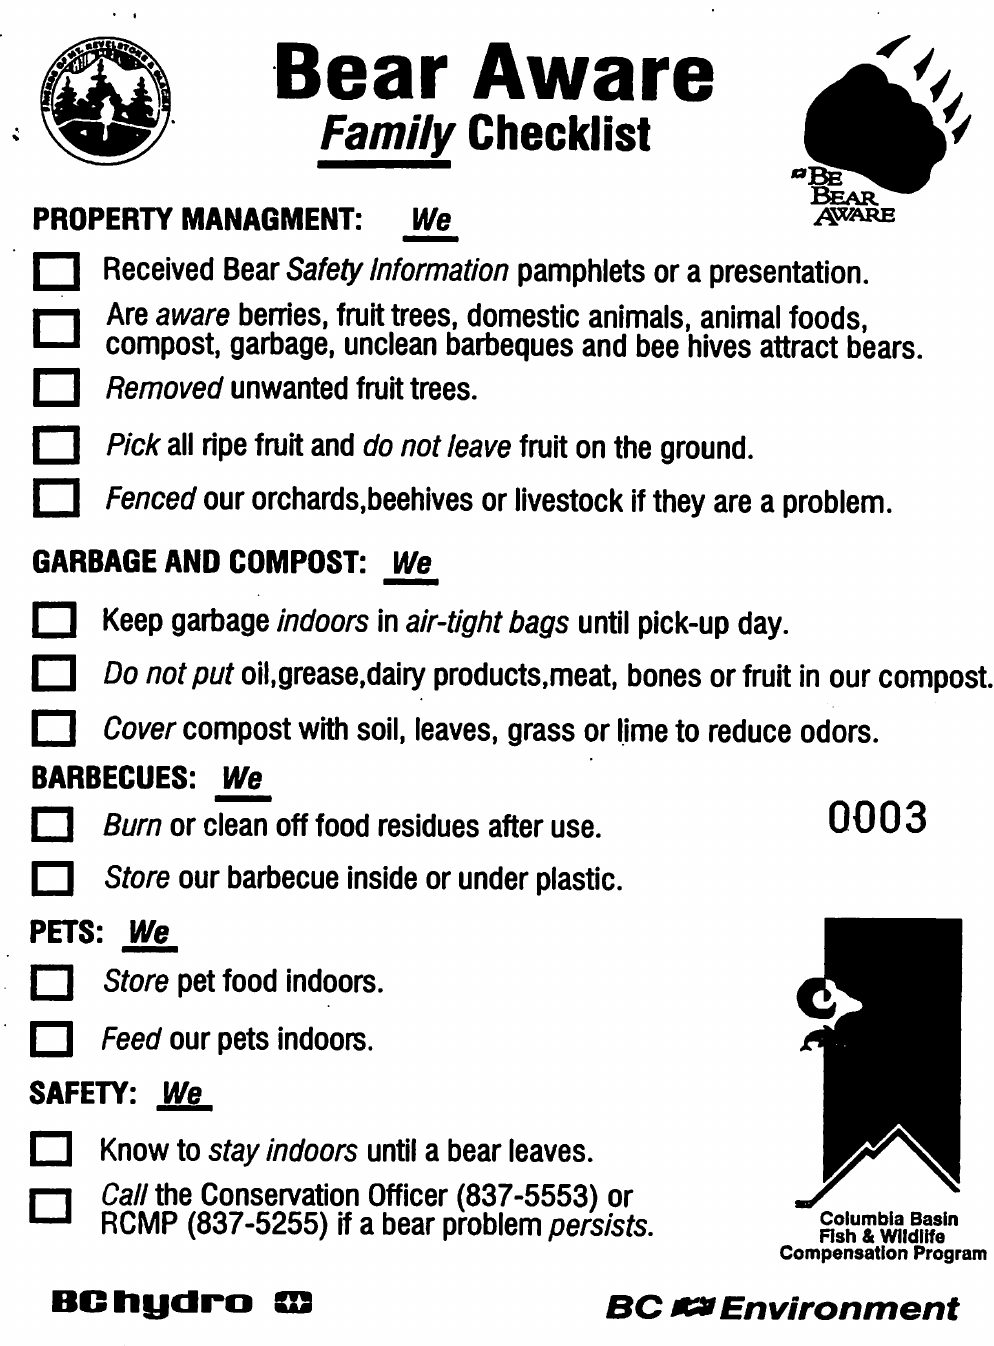 FRIENDS OF MT. REVELSTOKE & GLACIER
Bear Aware
Family Checklist
BE
BEAR
AWARE
PROPERTY MANAGMENT: We
Received Bear Safety Information pamphlets or a presentation.
Are aware berries, fruit trees, domestic animals, animal foods,
compost, garbage, unclean barbeques and bee hives attract bears.
Removed unwanted fruit trees.
Pick all ripe fruit and do not leave fruit on the ground.
Fenced our orchards,beehives or livestock if they are a problem.
GARBAGE AND COMPOST: We
Keep garbage indoors in air-tight bags until pick-up day.
Do not put oil,grease,dairy products,meat, bones or fruit in our compost.
Cover compost with soil, leaves, grass or lime to reduce odors.
BARBECUES: We
Burn or clean off food residues after use.
0003
Store our barbecue inside or under plastic.
PETS: We
Store pet food indoors.
Feed our pets indoors.
SAFETY: We
Know to stay indoors until a bear leaves.
Call the Conservation Officer (837-5553) or
RCMP (837-5255) if a bear problem persists.
Columbia Basin
Fish & Wildlife
Compensation Program
BC hydro
BC Environment